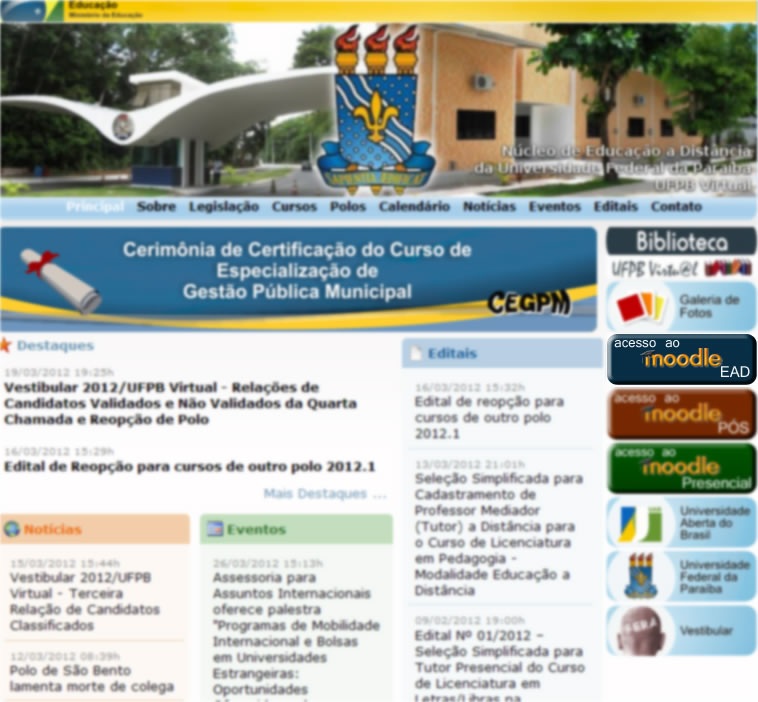 Educação
Ministério da Educação
Núcleo de Educação a Distância
da Universidade Federal da Paraíba
UFPB Virtual
Principal Sobre Legislação Cursos Polos Calendário Notícias Eventos Editais Contato
Cerimônia de Certificação do Curso de
Especialização de
Gestão Pública Municipal
CEGPM
Biblioteca
UFPB Virtu@l
Galeria de
Fotos
acesso ao
moodle
EAD
acesso ao
moodle
PÓS
acesso ao
moodle
Presencial
Universidade
Aberta do
Brasil
Universidade
Federal da
Paraíba
Vestibular
Destaques
19/03/2012 19:25h
Vestibular 2012/UFPB Virtual - Relações de
Candidatos Validados e Não Validados da Quarta
Chamada e Reopção de Polo
16/03/2012 15:29h
Edital de Reopção para cursos de outro polo 2012.1
Mais Destaques ...
Notícias
15/03/2012 15:44h
Vestibular 2012/UFPB
Virtual - Terceira
Relação de Candidatos
Classificados
12/03/2012 08:39h
Polo de São Bento
lamenta morte de colega
Eventos
26/03/2012 15:13h
Assessoria para
Assuntos Internacionais
oferece palestra
"Programas de Mobilidade
Internacional e Bolsas
em Universidades
Estrangeiras:
Oportunidades
Editais
16/03/2012 15:32h
Edital de reopção para
cursos de outro polo
2012.1
13/03/2012 21:01h
Seleção Simplificada para
Cadastramento de
Professor Mediador
(Tutor) a Distância para
o Curso de Licenciatura
em Pedagogia -
Modalidade Educação a
Distância
09/02/2012 19:00h
Edital Nº 01/2012 –
Seleção Simplificada para
Tutor Presencial do Curso
de Licenciatura em
Letras/Libras na